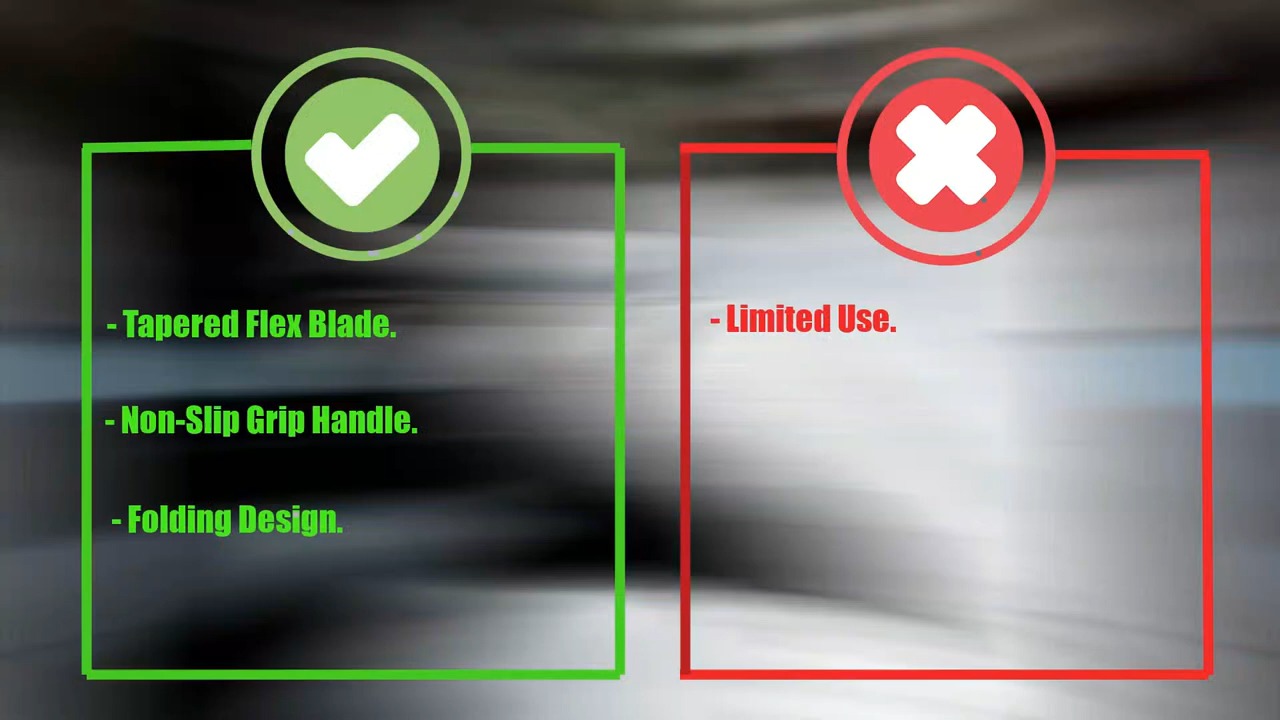 - Tapered Flex Blade.
- Non-Slip Grip Handle.
- Folding Design.
- Limited Use.